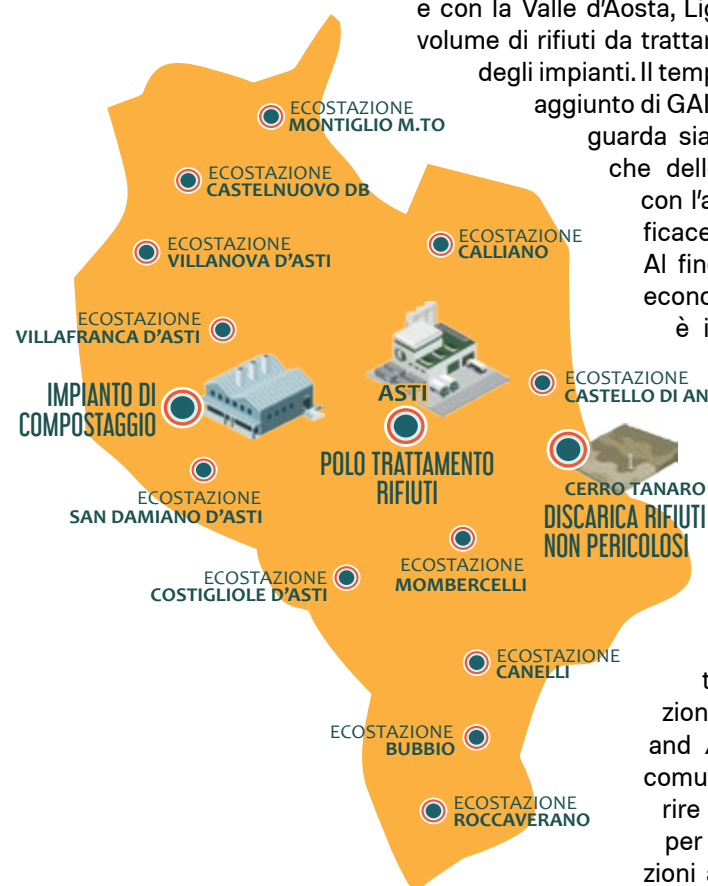 e con la Valle d'Aosta,
volume di rifiuti da trattar
degli impianti. Il temp
aggiunto di GAI
guarda sia
che dell
con l'a
ficace
Al fin
econo
è i
ECOSTAZIONE
MONTIGLIO M.TO
ECOSTAZIONE
CASTELNUOVO DB
ECOSTAZIONE
VILLANOVA D'ASTI
ECOSTAZIONE
CALLIANO
ECOSTAZIONE
VILLAFRANCA D'ASTI
IMPIANTO DI
COMPOSTAGGIO
ASTI
POLO TRATTAMENTO
RIFIUTI
ECOSTAZIONE
CASTELLO DI AN
CERRO TANARO
DISCARICA RIFIUTI
NON PERICOLOSI
ECOSTAZIONE
SAN DAMIANO D'ASTI
ECOSTAZIONE
COSTIGLIOLE D'ASTI
ECOSTAZIONE
MOMBERCELLI
ECOSTAZIONE
CANELLI
ECOSTAZIONE
BUBBIO
ECOSTAZIONE
ROCCAVERANO
t
zion
and
comu
rire
per
zioni a